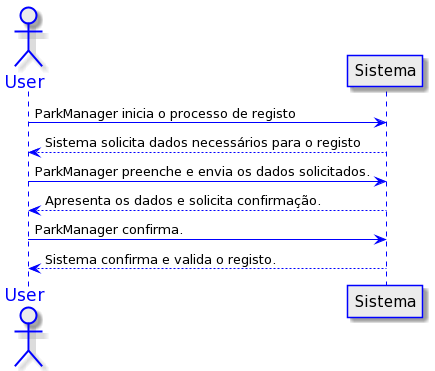 User
Sistema
ParkManager inicia o processo de registo
Sistema solicita dados necessários para o registo
ParkManager preenche e envia os dados solicitados.
Apresenta os dados e solicita confirmação.
ParkManager confirma.
Sistema confirma e valida o registo.
User
Sistema